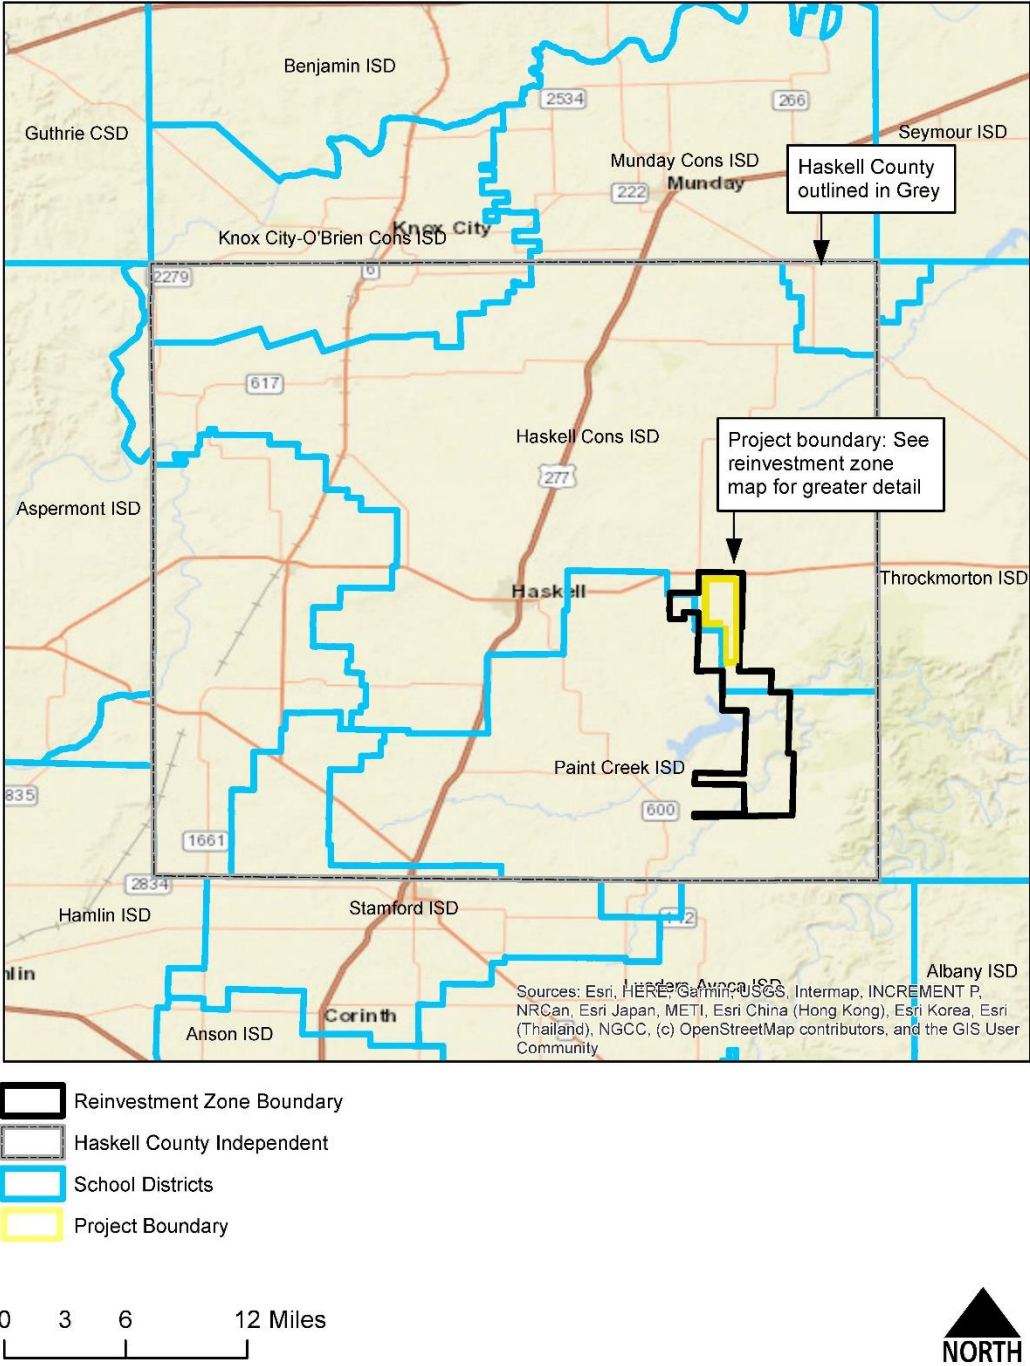 Benjamin ISD
2534
266
Guthrie CSD
Seymour ISD
Munday Cons ISD
Haskell County
outlined in Grey
222
Munday
Knox City
Knox City-O'Brien Cons ISD
6
2279
617
Haskell Cons ISD
Project boundary: See
reinvestment zone
map for greater detail
277
Aspermont ISD
Throckmorton ISD
Haskell
Paint Creek ISD
835
600
1661
2834
Hamlin ISD
Stamford ISD
Albany ISD
lin
Sources: Esri, HERE, Garmin, USGS, Intermap, INCREMENT P,
NRCan, Esri Japan, METI, Esri China (Hong Kong), Esri Korea, Esri
(Thailand), NGCC, (c) OpenStreetMap contributors, and the GIS User
Community
Corinth
Anson ISD
Reinvestment Zone Boundary
Haskell County Independent
School Districts
Project Boundary
0 3 6 12 Miles
NORTH